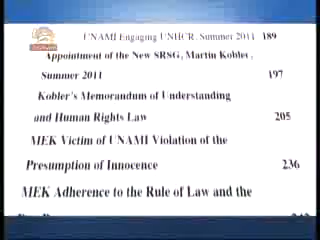 UNAMI Engaging UNHCR, Summer 2011 189
Appointment of the New SRSG, Martin Kobler,
Summer 2011 197
Kobler's Memorandum of Understanding
and Human Rights Law 205
MEK Victim of UNAMI Violation of the
Presumption of Innocence 236
MEK Adherence to the Rule of Law and the